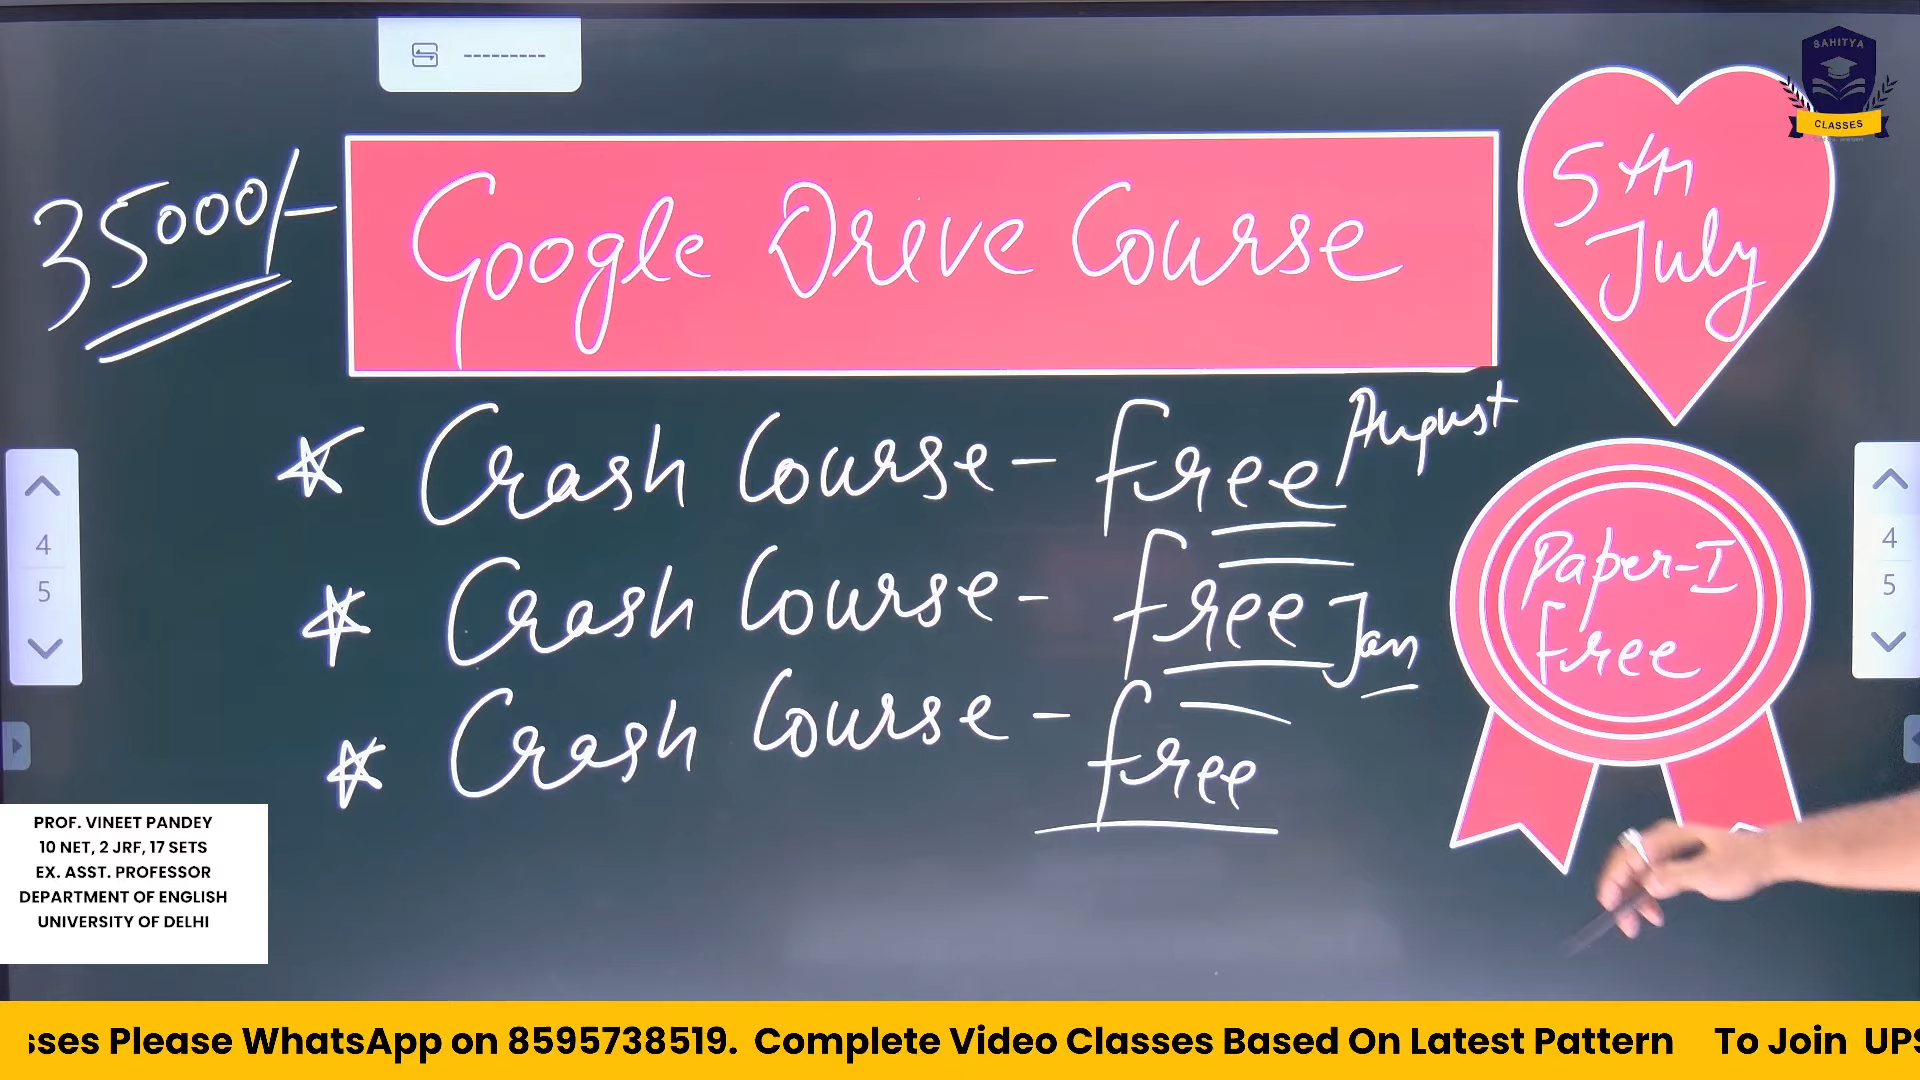 SAHITYA
CLASSES
35000/-
Google Drive Course
5th
July
Crash Course - free August
Crash Course - free Jan
Crash Course - free
Paper-I
free
4
5
4
5
PROF. VINEET PANDEY
10 NET, 2 JRF, 17 SETS
EX. ASST. PROFESSOR
DEPARTMENT OF ENGLISH
UNIVERSITY OF DELHI
Please WhatsApp on 8595738519. Complete Video Classes Based On Latest Pattern To Join